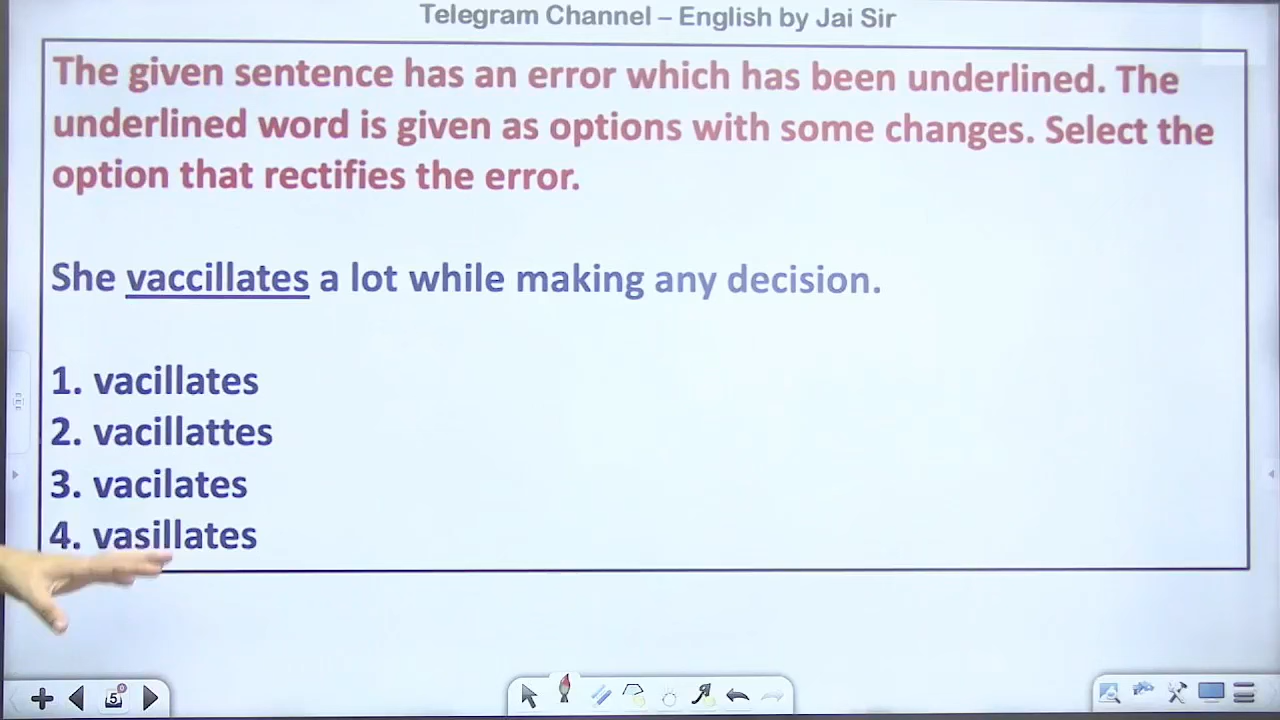 Telegram Channel – English by Jai Sir
The given sentence has an error which has been underlined. The
underlined word is given as options with some changes. Select the
option that rectifies the error.
She vaccillates a lot while making any decision.
1. vacillates
2. vacillattes
3. vacilates
4. vasillates
5
0